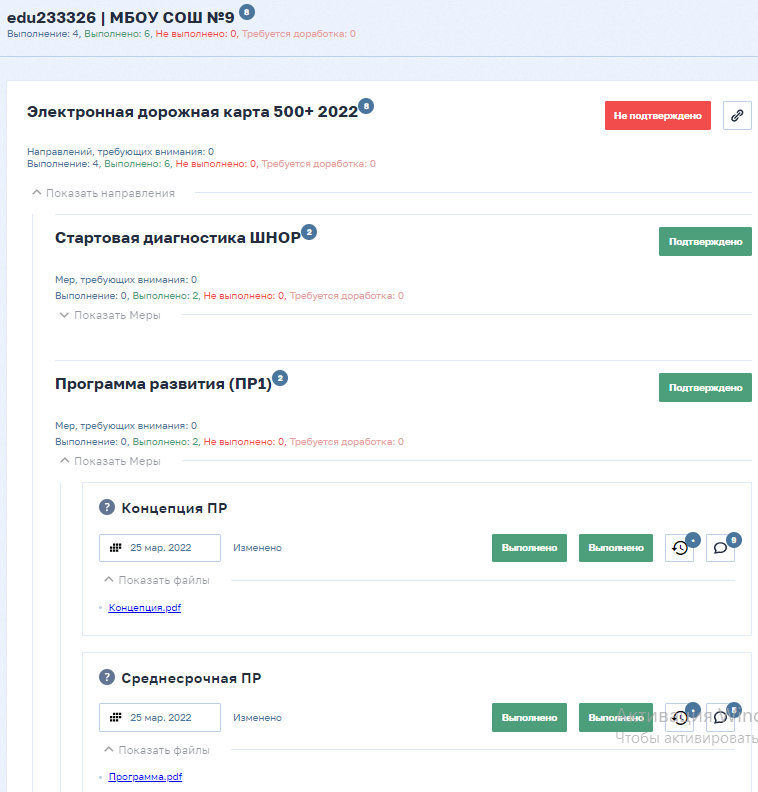 edu233326 | МБОУ СОШ №9 8
Выполнение: 4, Выполнено: 6, Не выполнено: 0, Требуется доработка: 0
Электронная дорожная карта 500+ 2022 8
Не подтверждено
Направлений, требующих внимания: 0
Выполнение: 4, Выполнено: 6, Не выполнено: 0, Требуется доработка: 0
Показать направления
Стартовая диагностика ШНОР 2
Подтверждено
Мер, требующих внимания: 0
Выполнение: 0, Выполнено: 2, Не выполнено: 0, Требуется доработка: 0
Показать Меры
Программа развития (ПР1) 2
Подтверждено
Мер, требующих внимания: 0
Выполнение: 0, Выполнено: 2, Не выполнено: 0, Требуется доработка: 0
Показать Меры
? Концепция ПР
25 мар. 2022 Изменено Выполнено Выполнено 9
Показать файлы
Концепция.pdf
? Среднесрочная ПР
25 мар. 2022 Изменено Выполнено Выполнено
Активация Wind
Чтобы активировать
Показать файлы
Программа.pdf